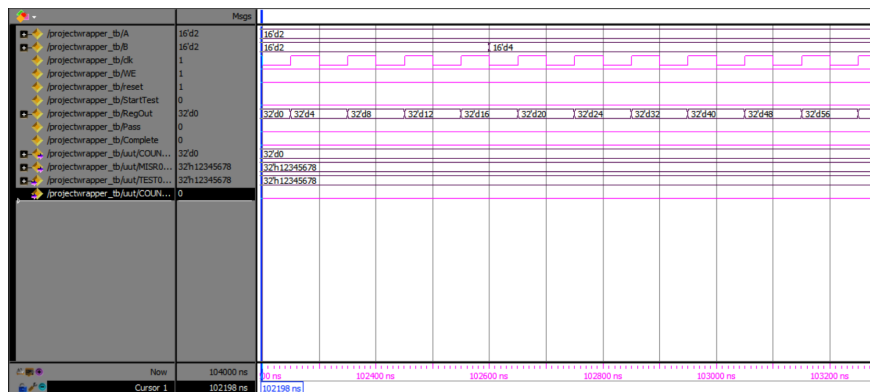 Msgs
/projectwrapper_tb/A 16'd2 16'd2
/projectwrapper_tb/B 16'd2 16'd2 16'd4
/projectwrapper_tb/clk 1
/projectwrapper_tb/WE 1
/projectwrapper_tb/reset 1
/projectwrapper_tb/StartTest 0
/projectwrapper_tb/RegOut 32'd0 32'd0 32'd4 32'd8 32'd12 32'd16 32'd20 32'd24 32'd32 32'd40 32'd48 32'd56
/projectwrapper_tb/Pass 0
/projectwrapper_tb/Complete 0
/projectwrapper_tb/uut/COUN... 32'd0 32'd0
/projectwrapper_tb/uut/MISR0... 32'h12345678 32'h12345678
/projectwrapper_tb/uut/TEST0... 32'h12345678 32'h12345678
/projectwrapper_tb/uut/COUN... 0
Now 104000 ns 00 ns 102400 ns 102600 ns 102800 ns 103000 ns 103200 ns
Cursor 1 102198 ns 102198 ns